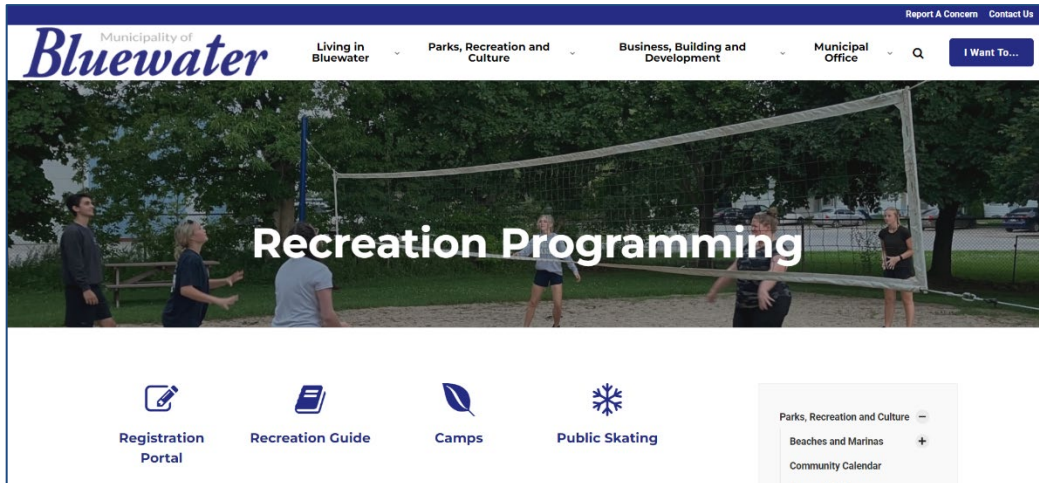 Report A Concern Contact Us
Municipality of
Bluewater
Living in
Bluewater
Parks, Recreation and
Culture
Business, Building and
Development
Municipal
Office
I Want To...
Recreation Programming
Registration
Portal
Recreation Guide
Camps
Public Skating
Parks, Recreation and Culture
Beaches and Marinas
Community Calendar